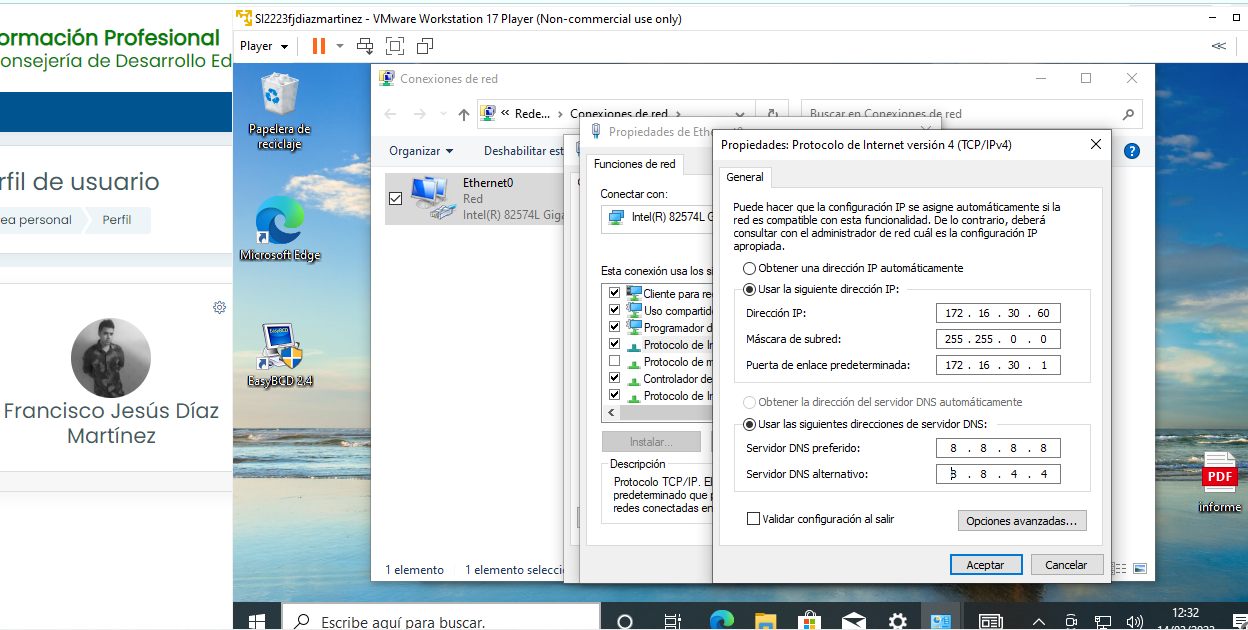 SI2223fjdiazmartinez - VMware Workstation 17 Player (Non-commercial use only)
Player
ormación Profesional
onsejería de Desarrollo Ed
rfil de usuario
ea personal
Perfil
Francisco Jesús Díaz
Martínez
Papelera de
reciclaje
Microsoft Edge
EasyBCD 2.4
Conexiones de red
« Rede... > Conexiones de red >
Buscar en Conexiones de red
Organizar
Deshabilitar est
Ethernet0
Red
Intel(R) 82574L Giga
1 elemento
1 elemento selecci
Propiedades de Ethernet0
Funciones de red
Conectar con:
Intel(R) 82574L G
Esta conexión usa los si
Cliente para re
Uso compartid
Programador d
Protocolo de In
Protocolo de m
Controlador de
Protocolo de In
Instalar...
Descripción
Protocolo TCP/IP. El
predeterminado que p
redes conectadas en
Propiedades: Protocolo de Internet versión 4 (TCP/IPv4)
General
Puede hacer que la configuración IP se asigne automáticamente si la
red es compatible con esta funcionalidad. De lo contrario, deberá
consultar con el administrador de red cuál es la configuración IP
apropiada.
Obtener una dirección IP automáticamente
Usar la siguiente dirección IP:
Dirección IP: 172 . 16 . 30 . 60
Máscara de subred: 255 . 255 . 0 . 0
Puerta de enlace predeterminada: 172 . 16 . 30 . 1
Obtener la dirección del servidor DNS automáticamente
Usar las siguientes direcciones de servidor DNS:
Servidor DNS preferido: 8 . 8 . 8 . 8
Servidor DNS alternativo: 8 . 8 . 4 . 4
Validar configuración al salir
Opciones avanzadas...
Aceptar
Cancelar
PDF
informe
Escribe aquí para buscar.
12:32